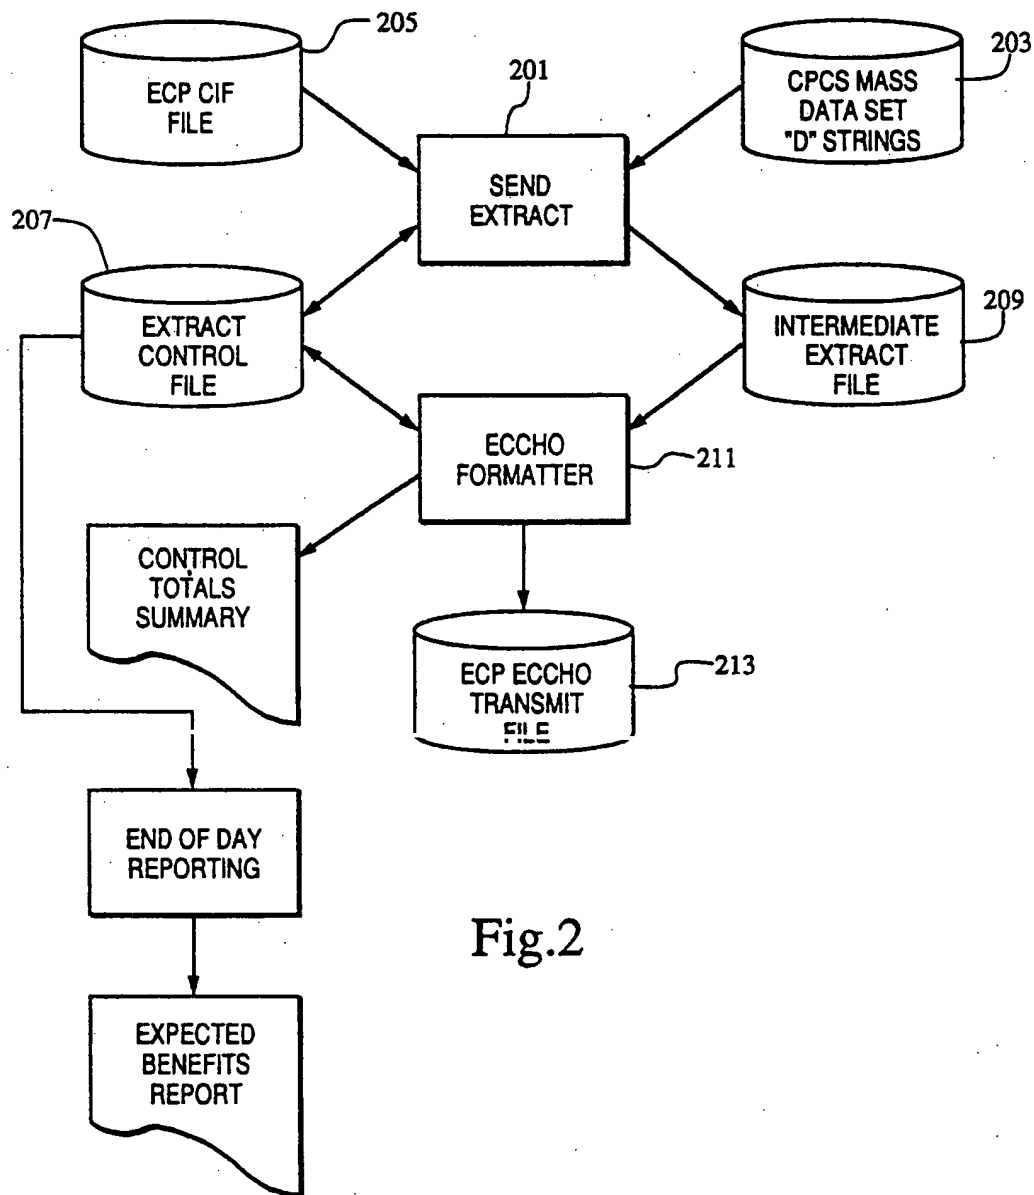 205
ECP CIF
FILE
201
203
CPCS MASS
DATA SET
"D" STRINGS
SEND
EXTRACT
207
EXTRACT
CONTROL
FILE
209
INTERMEDIATE
EXTRACT
FILE
ECCHO
FORMATTER
211
CONTROL
TOTALS
SUMMARY
ECP ECCHO
TRANSMIT
FILE
213
END OF DAY
REPORTING
Fig.2
EXPECTED
BENEFITS
REPORT